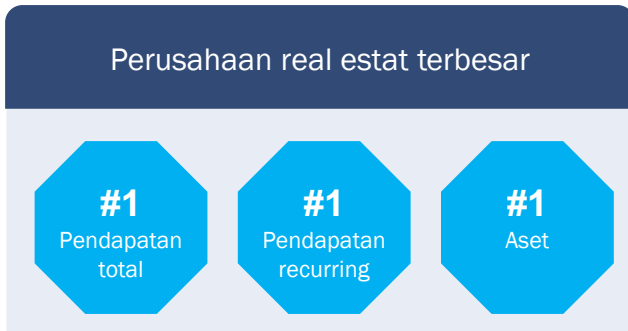 Perusahaan real estat terbesar
#1
Pendapatan
total
#1
Pendapatan
recurring
#1
Aset